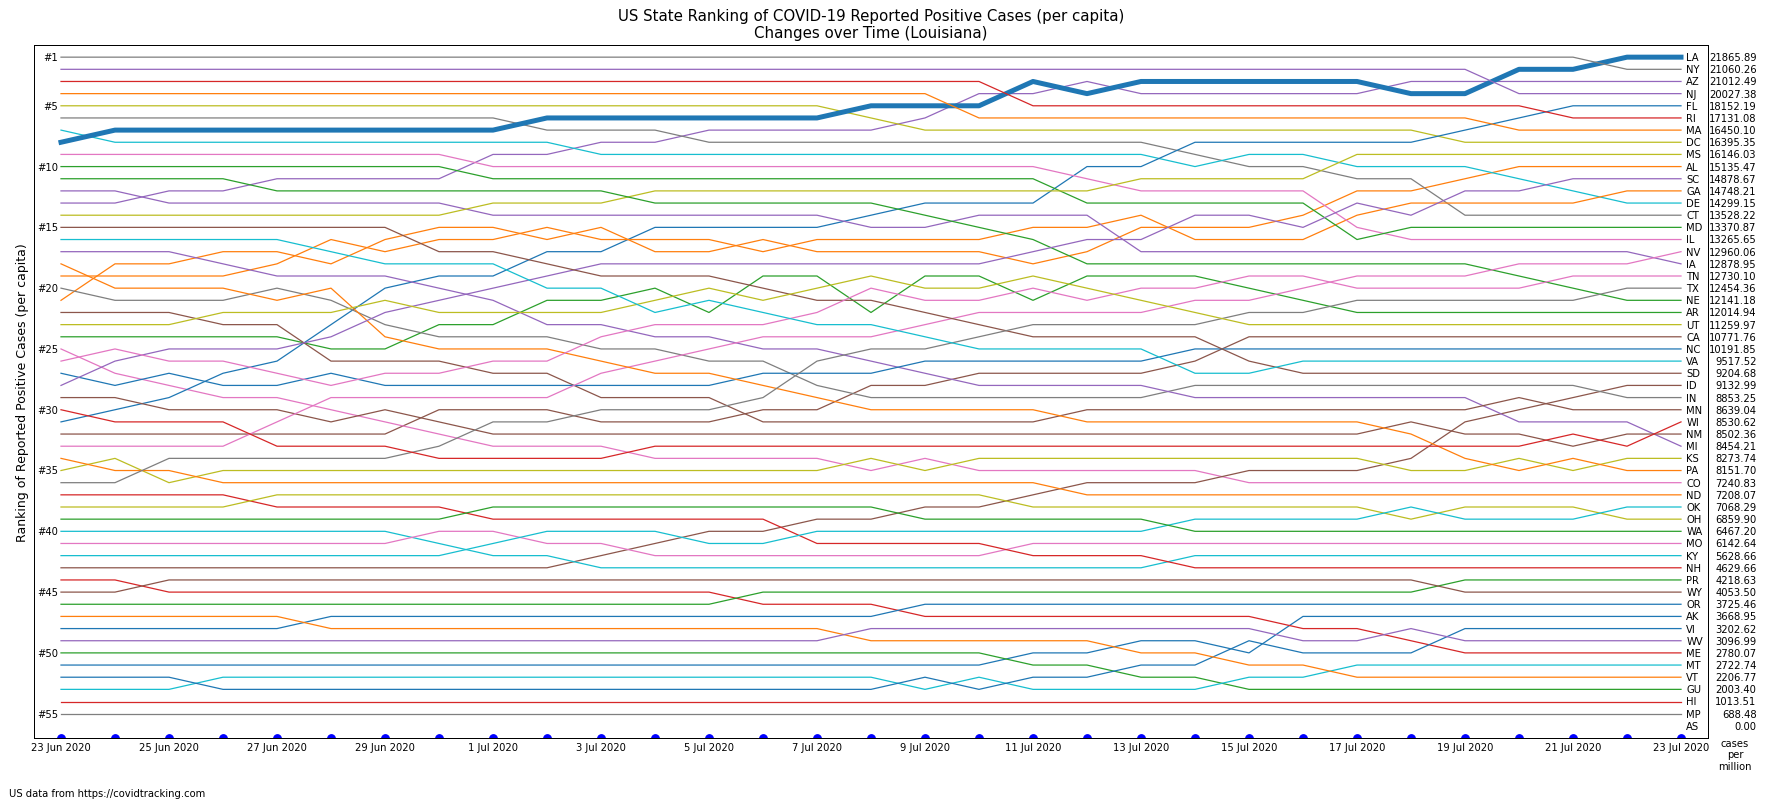 US State Ranking of COVID-19 Reported Positive Cases (per capita)
Changes over Time (Louisiana)
Ranking of Reported Positive Cases (per capita)
#1
#5
#10
#15
#20
#25
#30
#35
#40
#45
#50
#55
LA 21865.89
NY 21060.26
AZ 21012.49
NJ 20027.38
FL 18152.19
RI 17131.08
MA 16450.10
DC 16395.35
MS 16146.03
AL 15135.47
SC 14878.67
GA 14748.21
DE 14299.15
CT 13528.22
MD 13370.87
IL 13265.65
NV 12960.06
IA 12878.95
TN 12730.10
TX 12454.36
NE 12141.18
AR 12014.94
UT 11259.97
CA 10771.76
NC 10191.85
VA 9517.52
SD 9204.68
ID 9132.99
IN 8853.25
MN 8639.04
WI 8530.62
NM 8502.36
MI 8454.21
KS 8273.74
PA 8151.70
CO 7240.83
ND 7208.07
OK 7068.29
OH 6859.90
WA 6467.20
MO 6142.64
KY 5628.66
NH 4629.66
PR 4218.63
WY 4053.50
OR 3725.46
AK 3668.95
VI 3202.62
WV 3096.99
ME 2780.07
MT 2722.74
VT 2206.77
GU 2003.40
HI 1013.51
MP 688.48
AS 0.00
23 Jun 2020 25 Jun 2020 27 Jun 2020 29 Jun 2020 1 Jul 2020 3 Jul 2020 5 Jul 2020 7 Jul 2020 9 Jul 2020 11 Jul 2020 13 Jul 2020 15 Jul 2020 17 Jul 2020 19 Jul 2020 21 Jul 2020 23 Jul 2020
cases
per
million
US data from https://covidtracking.com